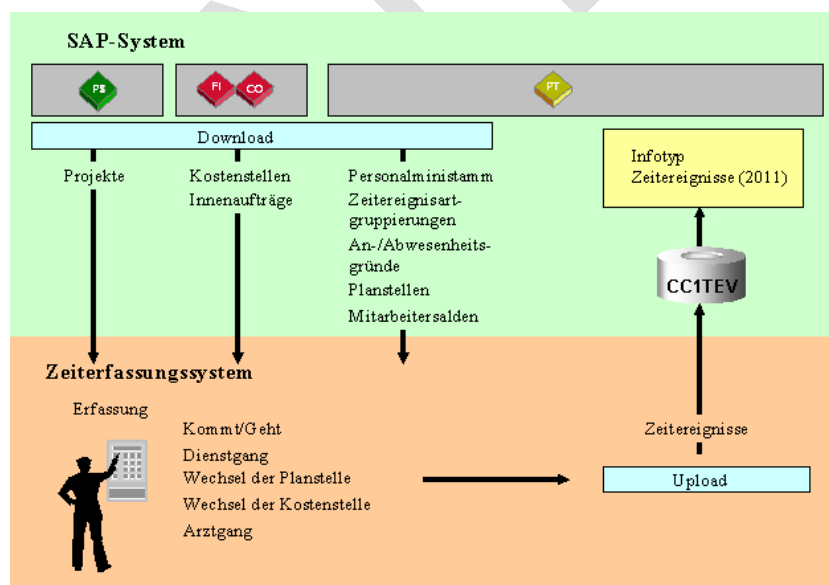 SAP-System
PS
FI
CO
PT
Download
Projekte
Kostenstellen
Innenaufträge
Personalministamm
Zeitereignisart-
gruppierungen
An-/Abwesenheits-
gründe
Planstellen
Mitarbeitersalden
Infotyp
Zeitereignisse (2011)
CC1TEV
Zeiterfassungssystem
Erfassung
Kommt/Geht
Dienstgang
Wechsel der Planstelle
Wechsel der Kostenstelle
Arztgang
Zeitereignisse
Upload